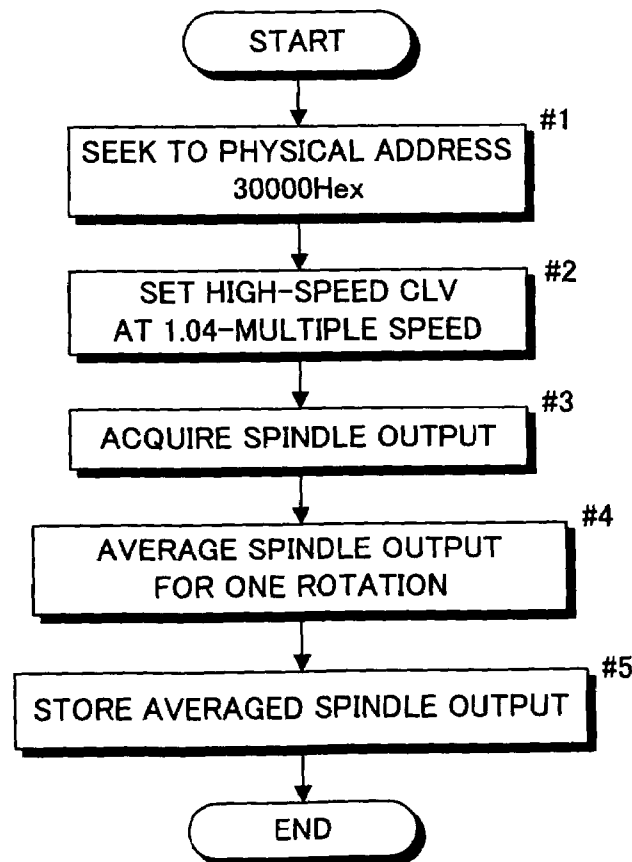 START
#1
SEEK TO PHYSICAL ADDRESS
30000Hex
#2
SET HIGH-SPEED CLV
AT 1.04-MULTIPLE SPEED
#3
ACQUIRE SPINDLE OUTPUT
#4
AVERAGE SPINDLE OUTPUT
FOR ONE ROTATION
#5
STORE AVERAGED SPINDLE OUTPUT
END